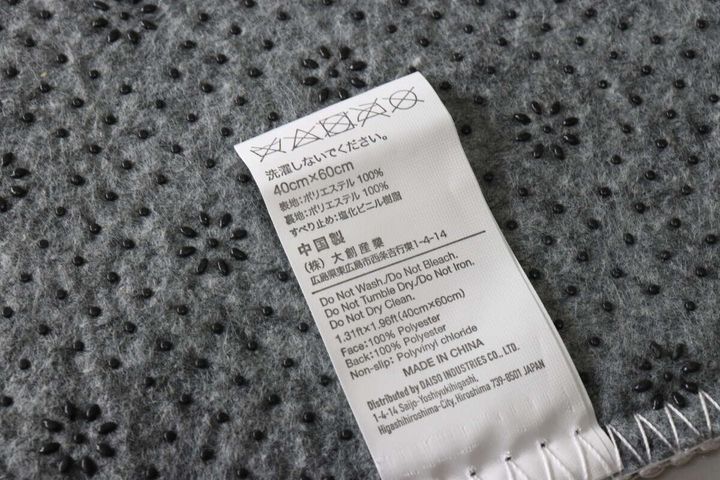 洗濯しないでください。
40cm×60cm
表地:ポリエステル 100%
裏地:ポリエステル 100%
すべり止め:塩化ビニル樹脂
中国製
(株)大創産業
広島県東広島市西条吉行東1-4-14
Do Not Wash./Do Not Bleach.
Do Not Tumble Dry./Do Not Iron.
Do Not Dry Clean.
1.31ft×1.96ft(40cm×60cm)
Face:100% Polyester
Back:100% Polyester
Non-slip: Polyvinyl chloride
MADE IN CHINA
Distributed by DAISO INDUSTRIES CO., LTD.
1-4-14 Saijo-Yoshiyukihigashi,
Higashihiroshima-City, Hiroshima 739-8501 JAPAN